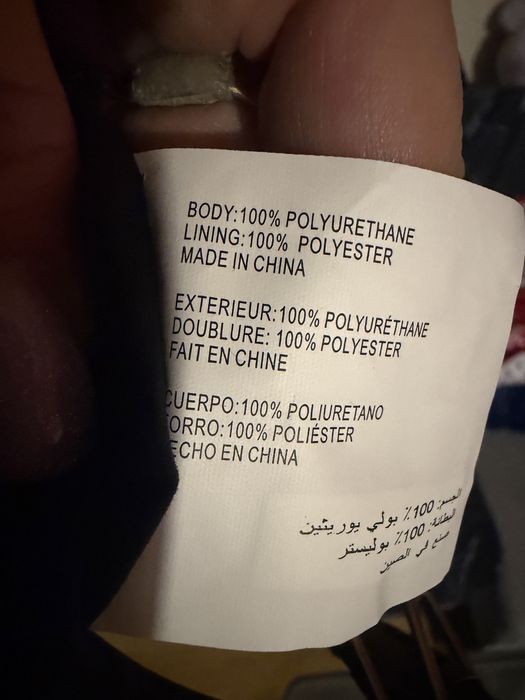 BODY:100% POLYURETHANE
LINING:100% POLYESTER
MADE IN CHINA
EXTERIEUR:100% POLYURÉTHANE
DOUBLURE: 100% POLYESTER
FAIT EN CHINE
CUERPO:100% POLIURETANO
ORRO:100% POLIÉSTER
ECHO EN CHINA
الجسم: 100٪ بولي يوريثين
البطانة: 100٪ بوليستر
صنع في الصين